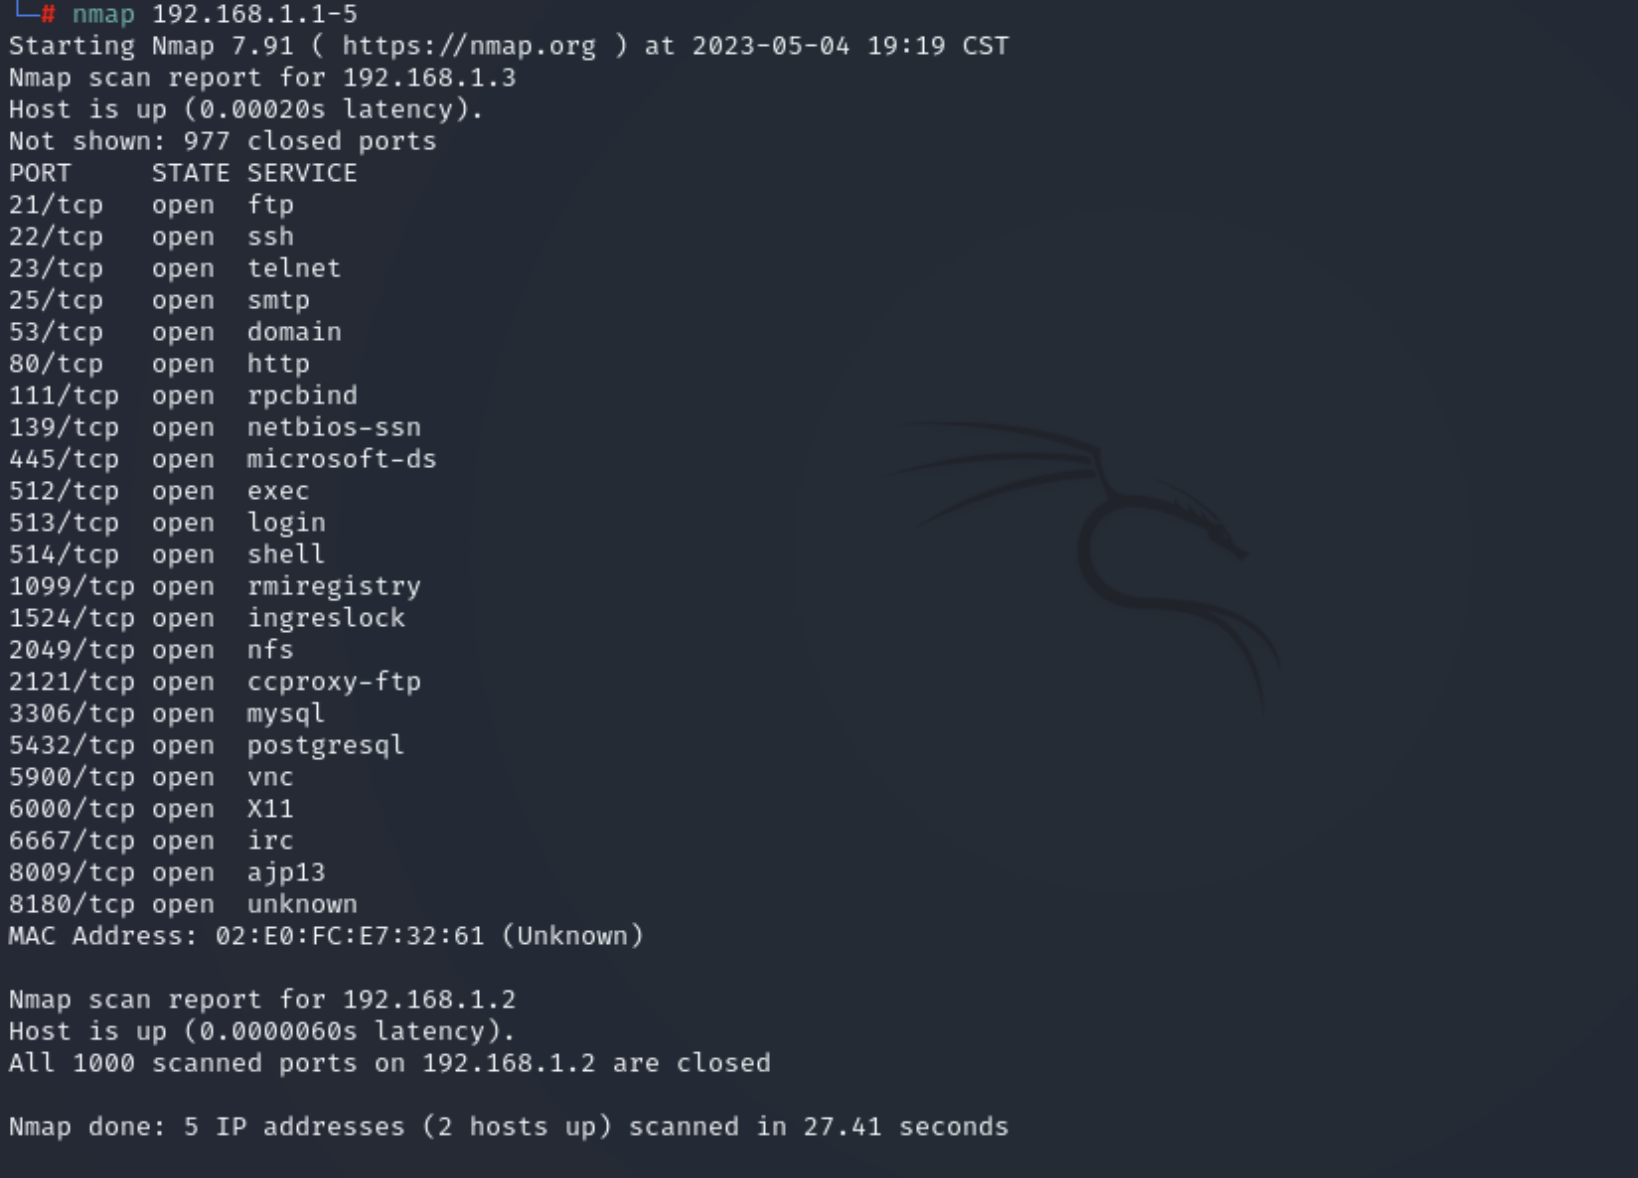 └─# nmap 192.168.1.1-5
Starting Nmap 7.91 ( https://nmap.org ) at 2023-05-04 19:19 CST
Nmap scan report for 192.168.1.3
Host is up (0.00020s latency).
Not shown: 977 closed ports
PORT     STATE SERVICE
21/tcp   open  ftp
22/tcp   open  ssh
23/tcp   open  telnet
25/tcp   open  smtp
53/tcp   open  domain
80/tcp   open  http
111/tcp  open  rpcbind
139/tcp  open  netbios-ssn
445/tcp  open  microsoft-ds
512/tcp  open  exec
513/tcp  open  login
514/tcp  open  shell
1099/tcp open  rmiregistry
1524/tcp open  ingreslock
2049/tcp open  nfs
2121/tcp open  ccproxy-ftp
3306/tcp open  mysql
5432/tcp open  postgresql
5900/tcp open  vnc
6000/tcp open  X11
6667/tcp open  irc
8009/tcp open  ajp13
8180/tcp open  unknown
MAC Address: 02:E0:FC:E7:32:61 (Unknown)

Nmap scan report for 192.168.1.2
Host is up (0.0000060s latency).
All 1000 scanned ports on 192.168.1.2 are closed

Nmap done: 5 IP addresses (2 hosts up) scanned in 27.41 seconds